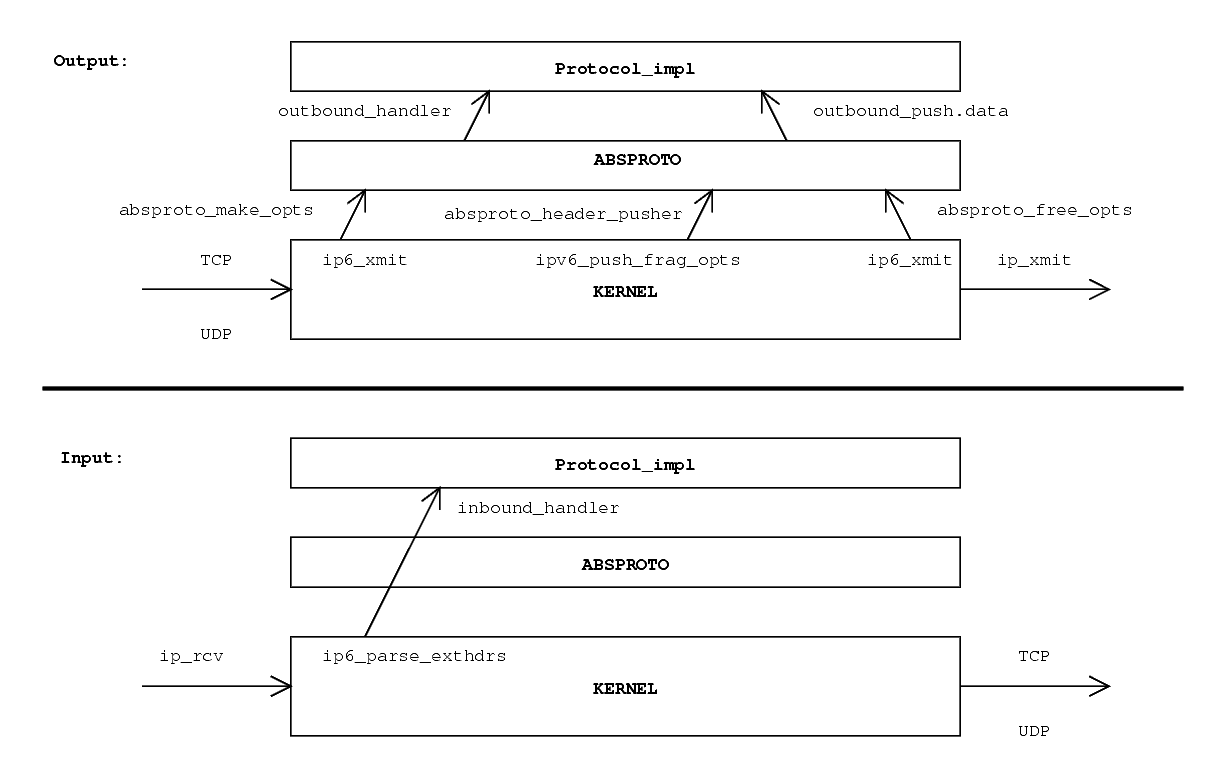 Output:
Protocol_impl
outbound_handler
outbound_push.data
ABSPROTO
absproto_make_opts
absproto_header_pusher
absproto_free_opts
TCP
ip6_xmit
ipv6_push_frag_opts
ip6_xmit
ip_xmit
KERNEL
UDP
Input:
Protocol_impl
inbound_handler
ABSPROTO
ip_rcv
ip6_parse_exthdrs
TCP
KERNEL
UDP